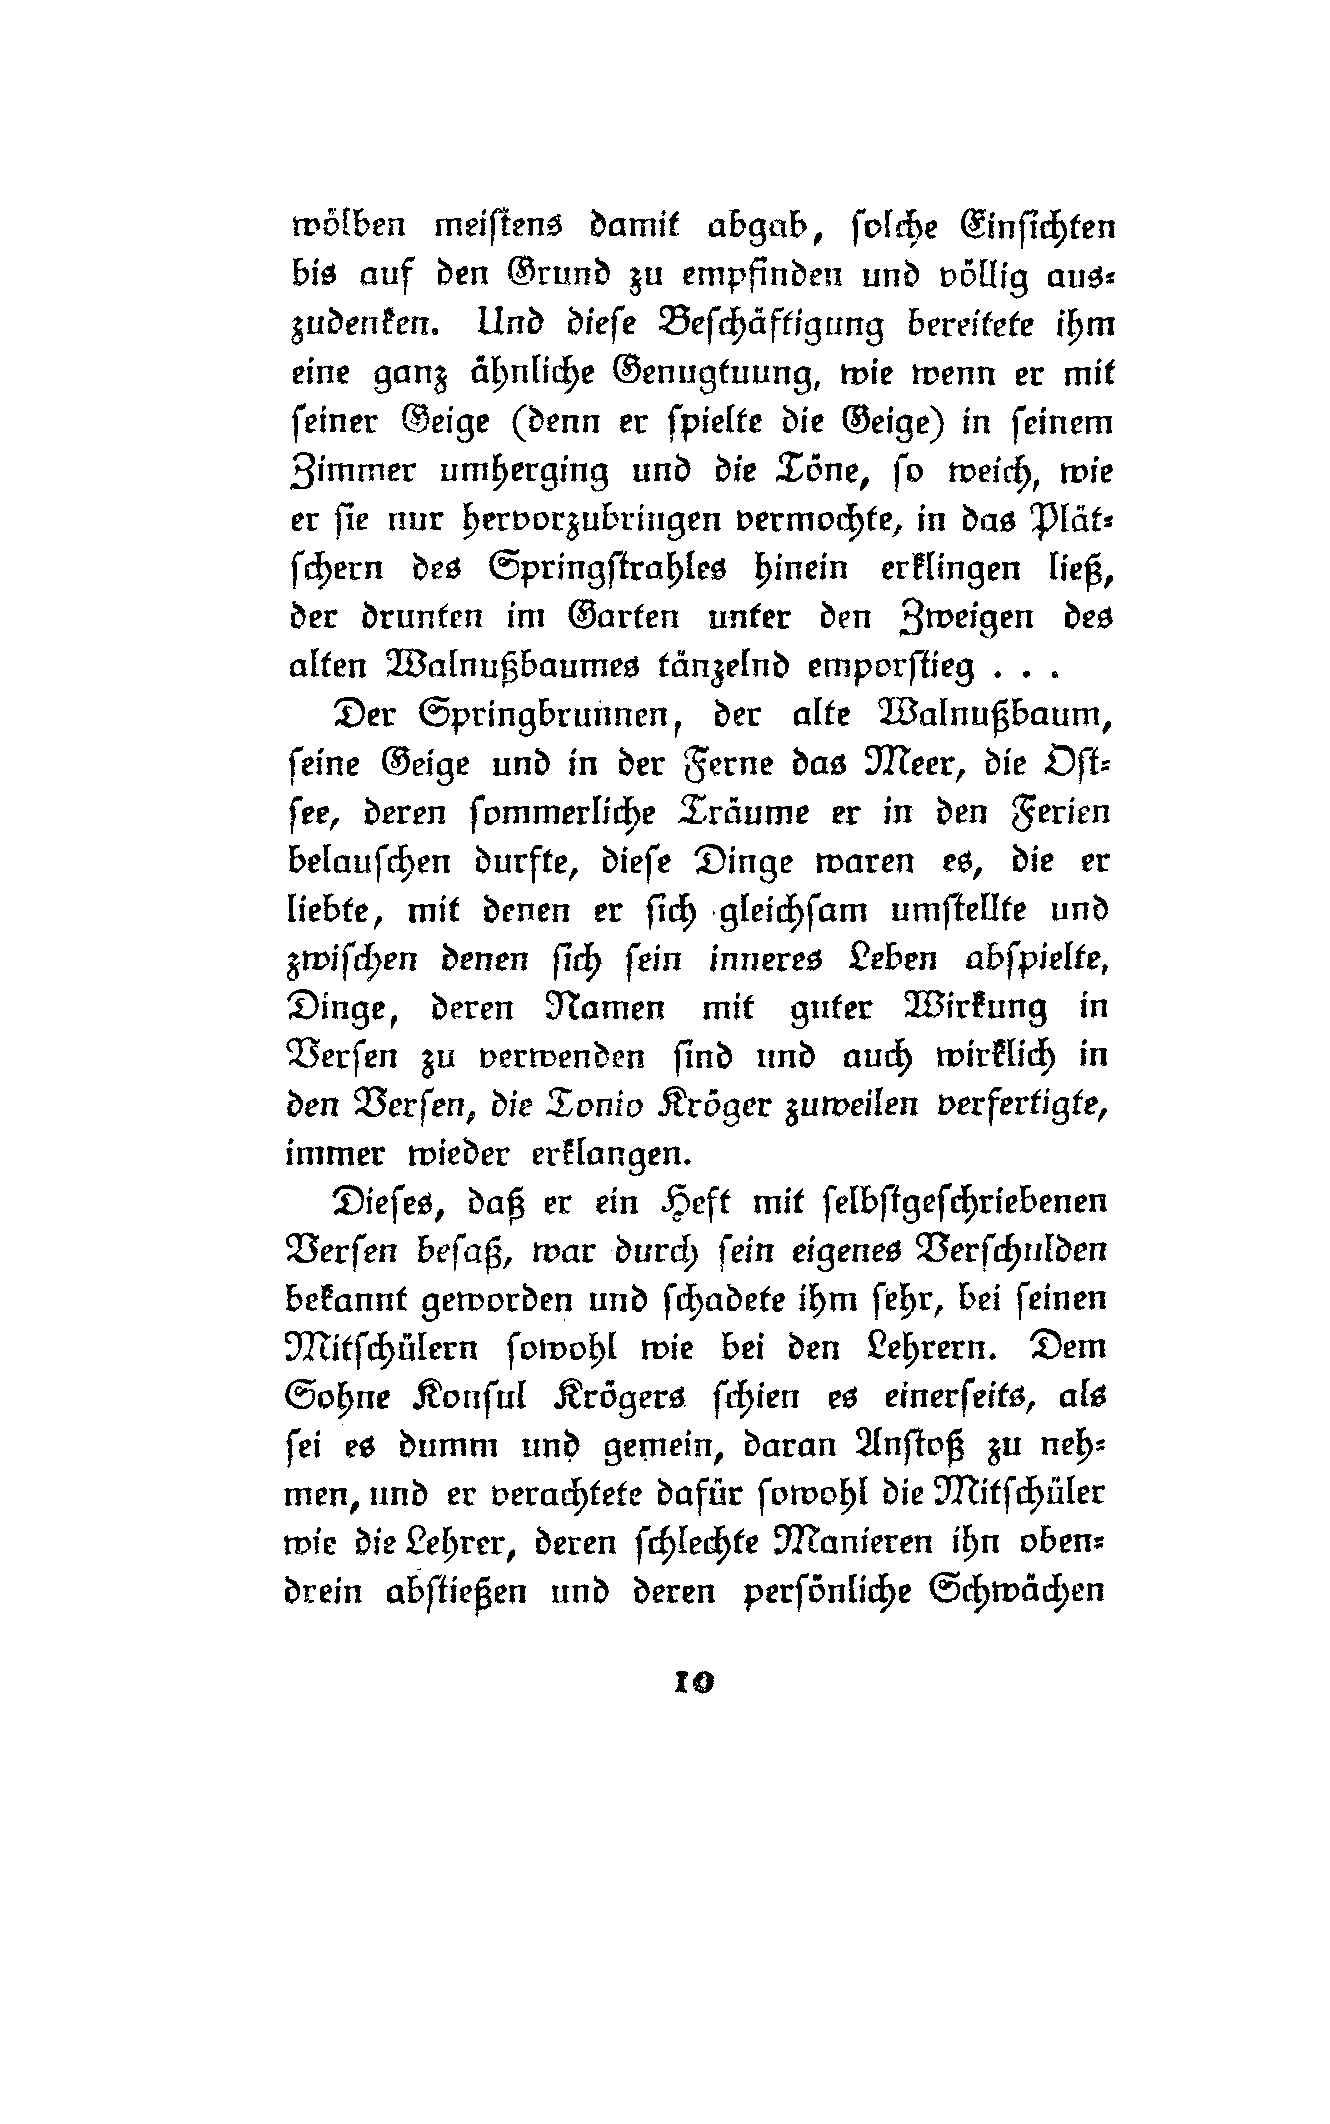 wölben meistens damit abgab, solche Einsichten
bis auf den Grund zu empfinden und völlig aus-
zudenken. Und diese Beschäftigung bereitete ihm
eine ganz ähnliche Genugtuung, wie wenn er mit
seiner Geige (denn er spielte die Geige) in seinem
Zimmer umherging und die Töne, so weich, wie
er sie nur hervorzubringen vermochte, in das Plät-
schern des Springstrahles hinein erklingen ließ,
der drunten im Garten unter den Zweigen des
alten Walnußbaumes tänzelnd emporstieg . . .
Der Springbrunnen, der alte Walnußbaum,
seine Geige und in der Ferne das Meer, die Ost-
see, deren sommerliche Träume er in den Ferien
belauschen durfte, diese Dinge waren es, die er
liebte, mit denen er sich gleichsam umstellte und
zwischen denen sich sein inneres Leben abspielte,
Dinge, deren Namen mit guter Wirkung in
Versen zu verwenden sind und auch wirklich in
den Versen, die Tonio Kröger zuweilen verfertigte,
immer wieder erklangen.
Dieses, daß er ein Heft mit selbstgeschriebenen
Versen besaß, war durch sein eigenes Verschulden
bekannt geworden und schadete ihm sehr, bei seinen
Mitschülern sowohl wie bei den Lehrern. Dem
Sohne Konsul Krögers schien es einerseits, als
sei es dumm und gemein, daran Anstoß zu neh-
men, und er verachtete dafür sowohl die Mitschüler
wie die Lehrer, deren schlechte Manieren ihn oben-
drein abstießen und deren persönliche Schwächen
10